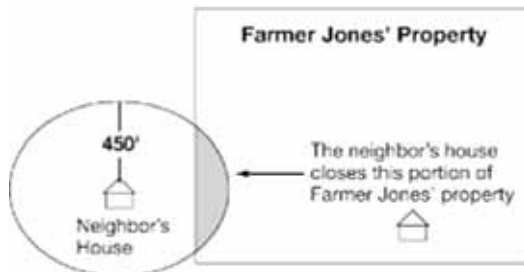 Farmer Jones' Property
450'
The neighbor's house
closes this portion of
Farmer Jones' property
Neighbor's
House